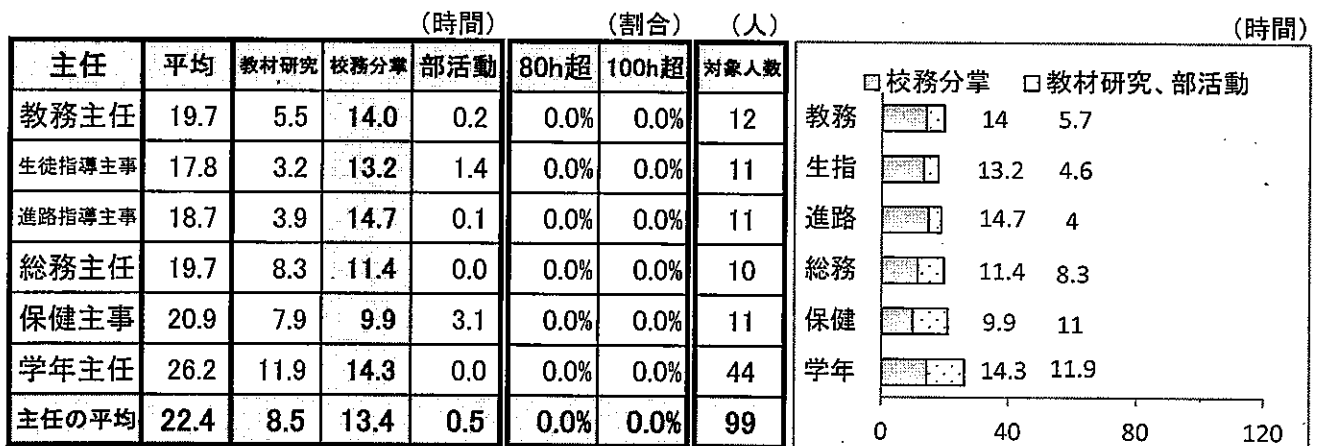 (時間) (割合) (人)
主任 平均 教材研究 校務分掌 部活動 80h超 100h超 対象人数
教務主任 19.7 5.5 14.0 0.2 0.0% 0.0% 12
生徒指導主事 17.8 3.2 13.2 1.4 0.0% 0.0% 11
進路指導主事 18.7 3.9 14.7 0.1 0.0% 0.0% 11
総務主任 19.7 8.3 11.4 0.0 0.0% 0.0% 10
保健主事 20.9 7.9 9.9 3.1 0.0% 0.0% 11
学年主任 26.2 11.9 14.3 0.0 0.0% 0.0% 44
主任の平均 22.4 8.5 13.4 0.5 0.0% 0.0% 99
(時間)
校務分掌 教材研究、部活動
教務 14 5.7
生指 13.2 4.6
進路 14.7 4
総務 11.4 8.3
保健 9.9 11
学年 14.3 11.9
0 40 80 120